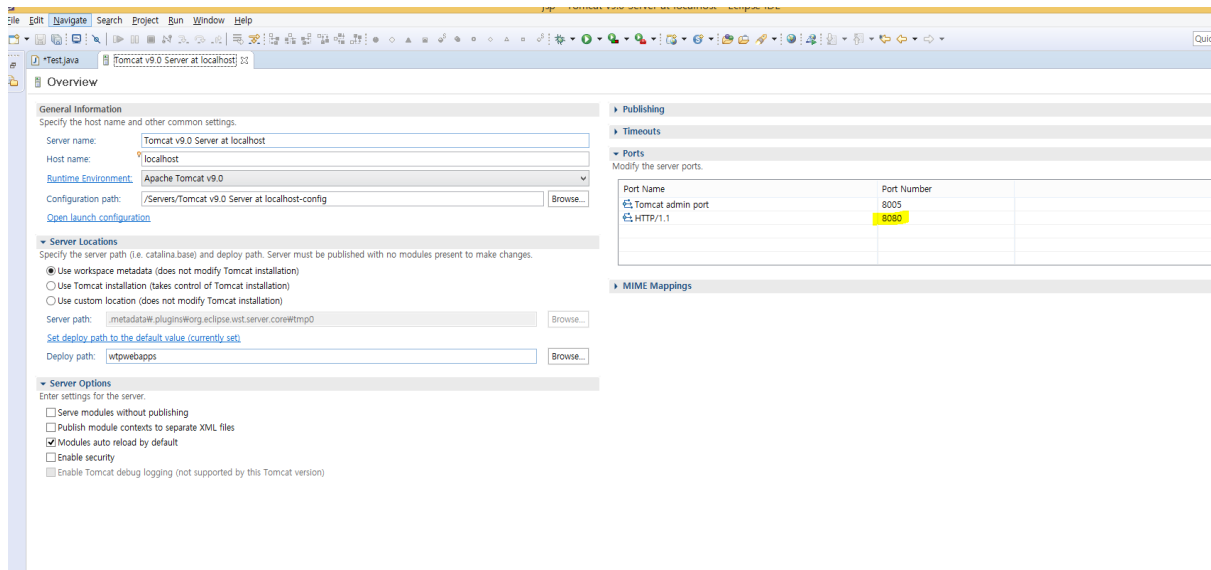 File Edit Navigate Search Project Run Window Help
Quic
*Test.java Tomcat v9.0 Server at localhost
Overview
General Information
Specify the host name and other common settings.
Server name: Tomcat v9.0 Server at localhost
Host name: localhost
Runtime Environment: Apache Tomcat v9.0
Configuration path: /Servers/Tomcat v9.0 Server at localhost-config Browse...
Open launch configuration
Server Locations
Specify the server path (i.e. catalina.base) and deploy path. Server must be published with no modules present to make changes.
Use workspace metadata (does not modify Tomcat installation)
Use Tomcat installation (takes control of Tomcat installation)
Use custom location (does not modify Tomcat installation)
Server path: .metadata₩.plugins₩org.eclipse.wst.server.core₩tmp0 Browse...
Set deploy path to the default value (currently set)
Deploy path: wtpwebapps Browse...
Server Options
Enter settings for the server.
Serve modules without publishing
Publish module contexts to separate XML files
Modules auto reload by default
Enable security
Enable Tomcat debug logging (not supported by this Tomcat version)
Publishing
Timeouts
Ports
Modify the server ports.
Port Name Port Number
Tomcat admin port 8005
HTTP/1.1 8080
MIME Mappings